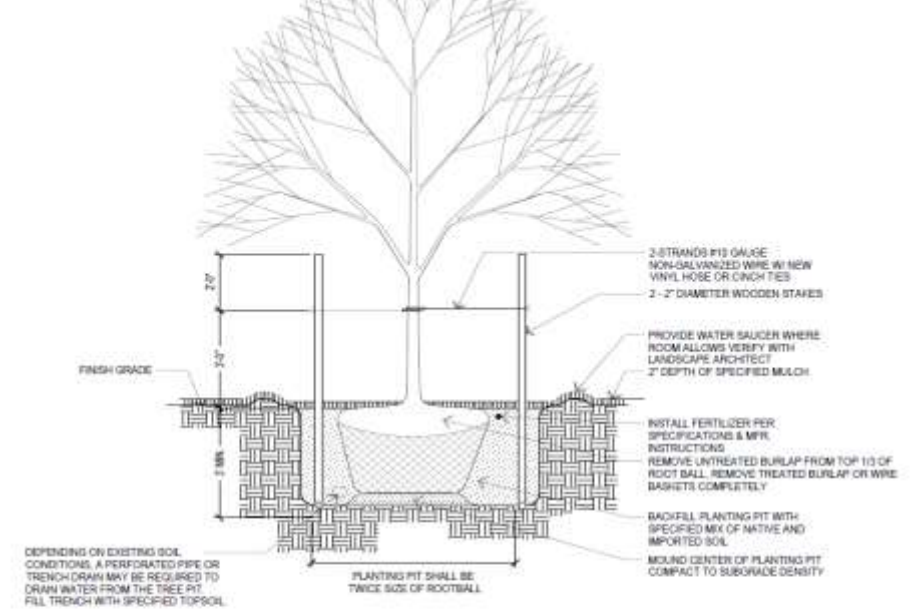 2-STRANDS #10 GAUGE
NON-GALVANIZED WIRE W/ NEW
VINYL HOSE OR CINCH TIES
2 - 2" DIAMETER WOODEN STAKES
PROVIDE WATER SAUCER WHERE
ROOM ALLOWS VERIFY WITH
LANDSCAPE ARCHITECT
2" DEPTH OF SPECIFIED MULCH
2'-0"
3'-0"
FINISH GRADE
INSTALL FERTILIZER PER
SPECIFICATIONS & MFR.
INSTRUCTIONS
REMOVE UNTREATED BURLAP FROM TOP 1/3 OF
ROOT BALL, REMOVE TREATED BURLAP OR WIRE
BASKETS COMPLETELY
MIN.
BACKFILL PLANTING PIT WITH
SPECIFIED MIX OF NATIVE AND
IMPORTED SOIL
MOUND CENTER OF PLANTING PIT
COMPACT TO SUBGRADE DENSITY
DEPENDING ON EXISTING SOIL
CONDITIONS, A PERFORATED PIPE OR
TRENCH DRAIN MAY BE REQUIRED TO
DRAIN WATER FROM THE TREE PIT.
FILL TRENCH WITH SPECIFIED TOPSOIL.
PLANTING PIT SHALL BE
TWICE SIZE OF ROOTBALL